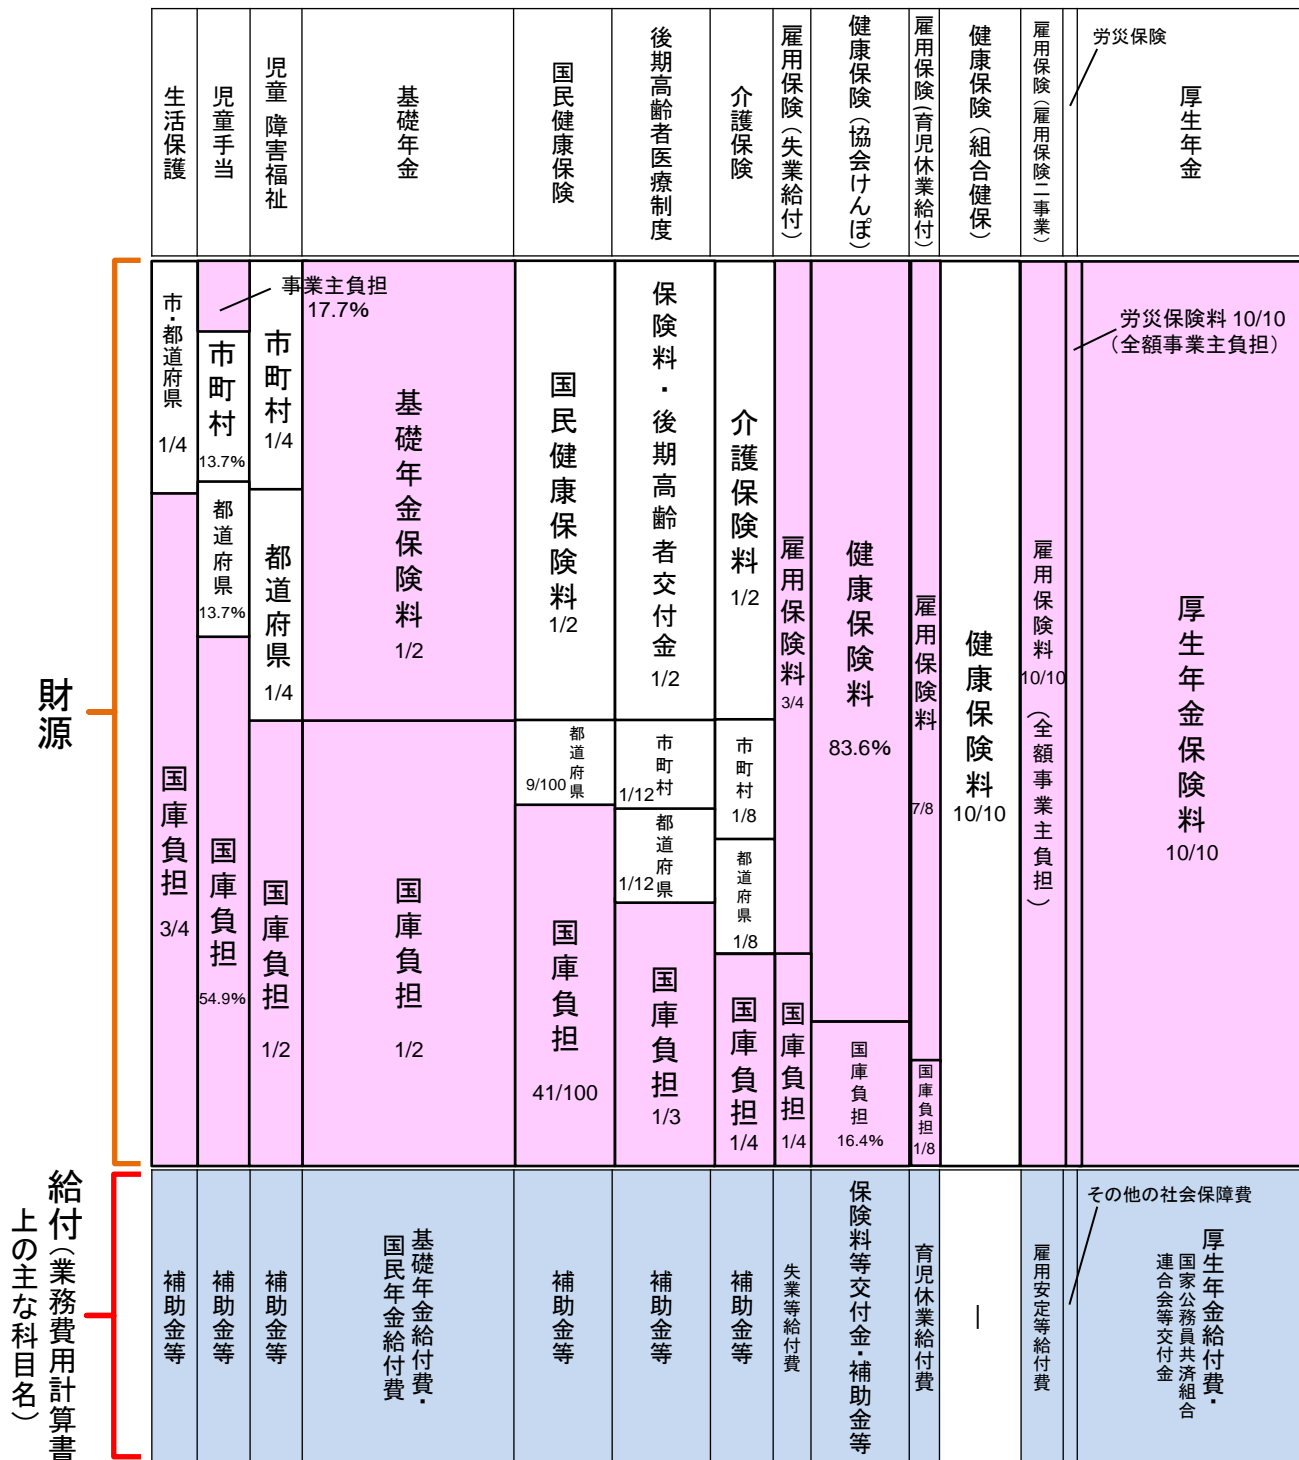 生活保護
児童手当
児童 障害福祉
基礎年金
国民健康保険
後期高齢者医療制度
介護保険
雇用保険（失業給付）
健康保険（協会けんぽ）
雇用保険（育児休業給付）
健康保険（組合健保）
雇用保険（雇用保険二事業）
労災保険
厚生年金
財源
市・都道府県
1/4
国庫負担
3/4
事業主負担
17.7%
市町村
13.7%
都道府県
13.7%
国庫負担
54.9%
市町村
1/4
都道府県
1/4
国庫負担
1/2
基礎年金保険料
1/2
国庫負担
1/2
国民健康保険料
1/2
都道府県
9/100
国庫負担
41/100
保険料・後期高齢者交付金
1/2
市町村
1/12
都道府県
1/12
国庫負担
1/3
介護保険料
1/2
市町村
1/8
都道府県
1/8
国庫負担
1/4
雇用保険料
3/4
国庫負担
1/4
健康保険料
83.6%
国庫負担
16.4%
雇用保険料
7/8
国庫負担
1/8
健康保険料
10/10
雇用保険料
10/10
（全額事業主負担）
労災保険料 10/10
（全額事業主負担）
厚生年金保険料
10/10
給付（業務費用計算書
上の主な科目名）
補助金等
補助金等
補助金等
基礎年金給付費・
国民年金給付費
補助金等
補助金等
補助金等
失業等給付費
保険料等交付金・補助金等
育児休業給付費
―
雇用安定等給付費
その他の社会保障費
厚生年金給付費・
国家公務員共済組合
連合会等交付金